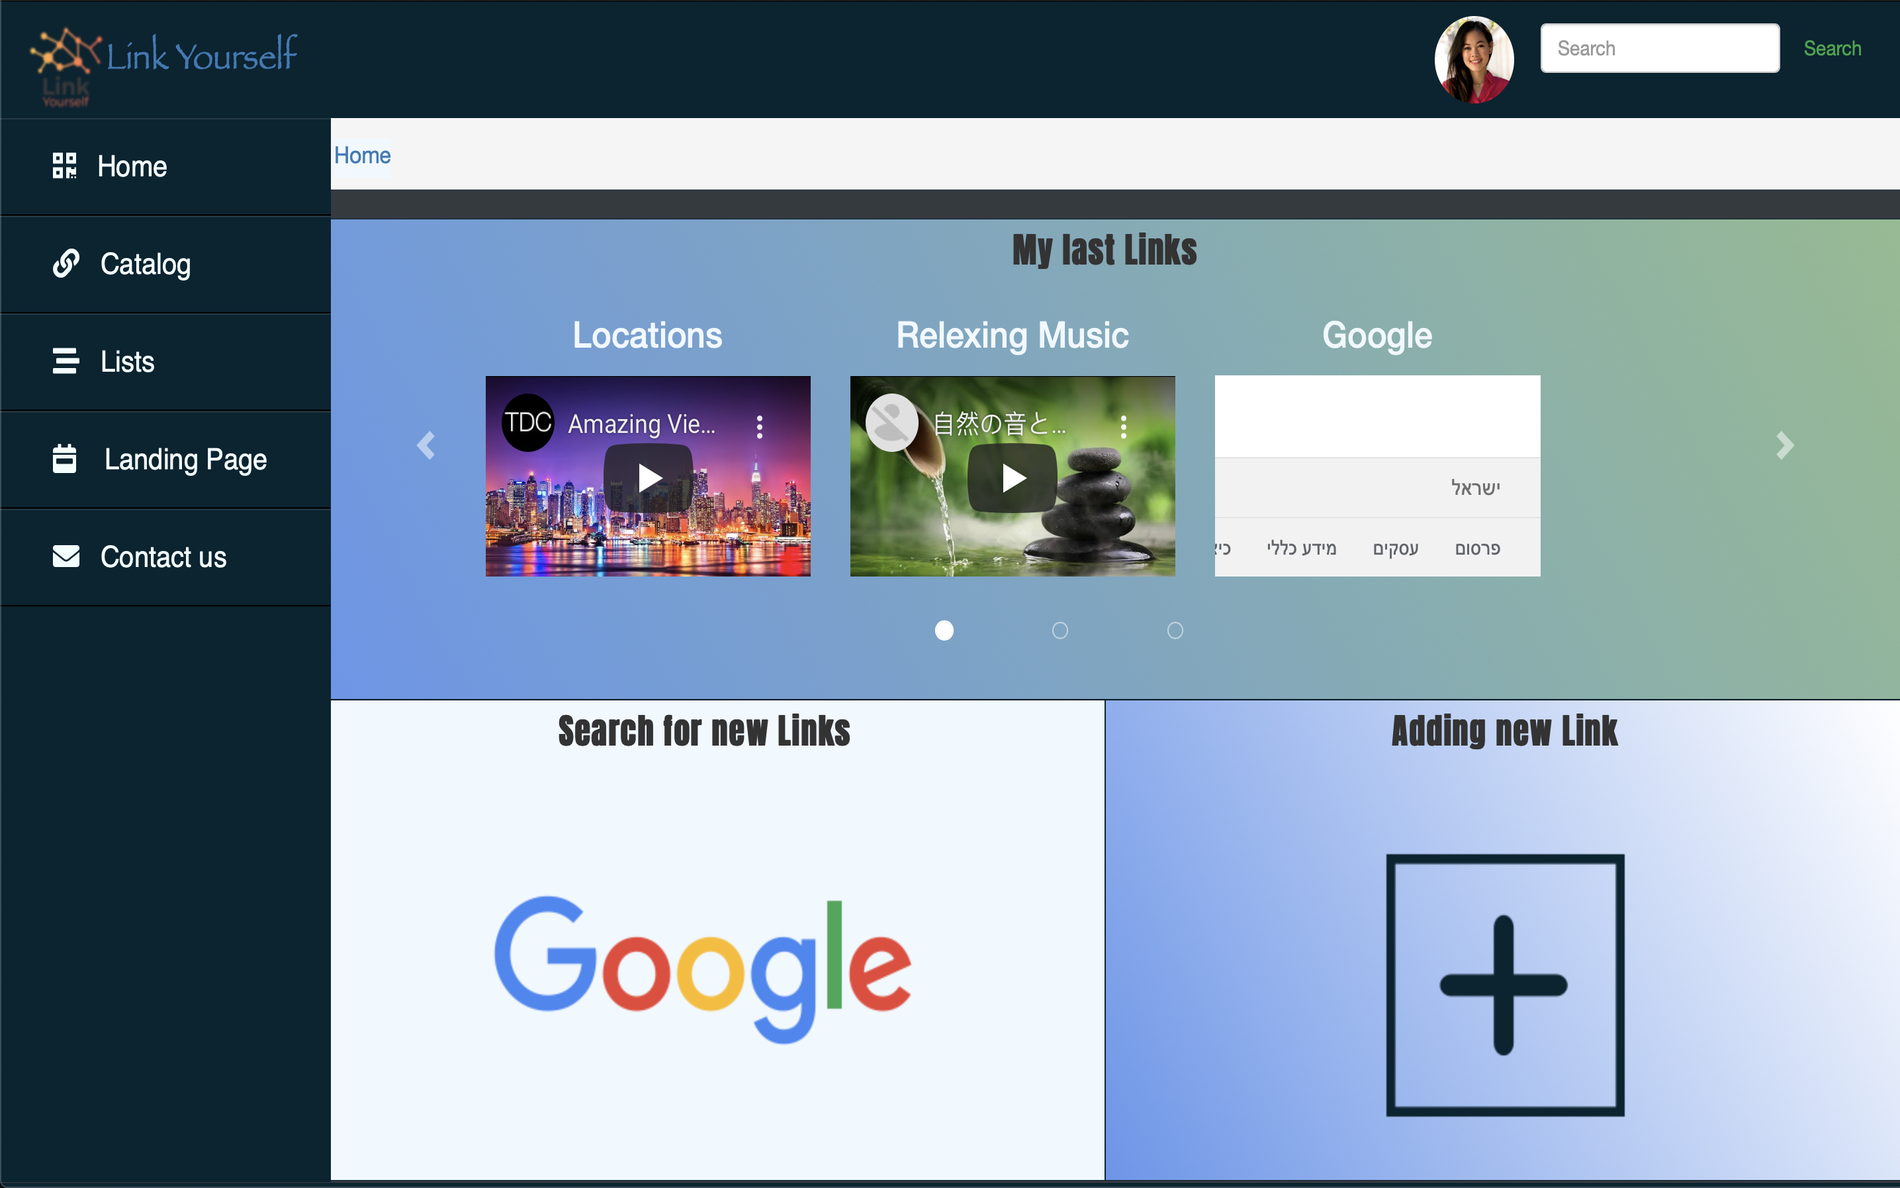 Link Yourself
Link
Yourself
Search
Search
Home
Catalog
Lists
Landing Page
Contact us
Home
My last Links
Locations
Relexing Music
Google
TDC
Amazing Vie...
自然の音と...
ישראל
פרסום עסקים מידע כללי כיצ
Search for new Links
Adding new Link
Google